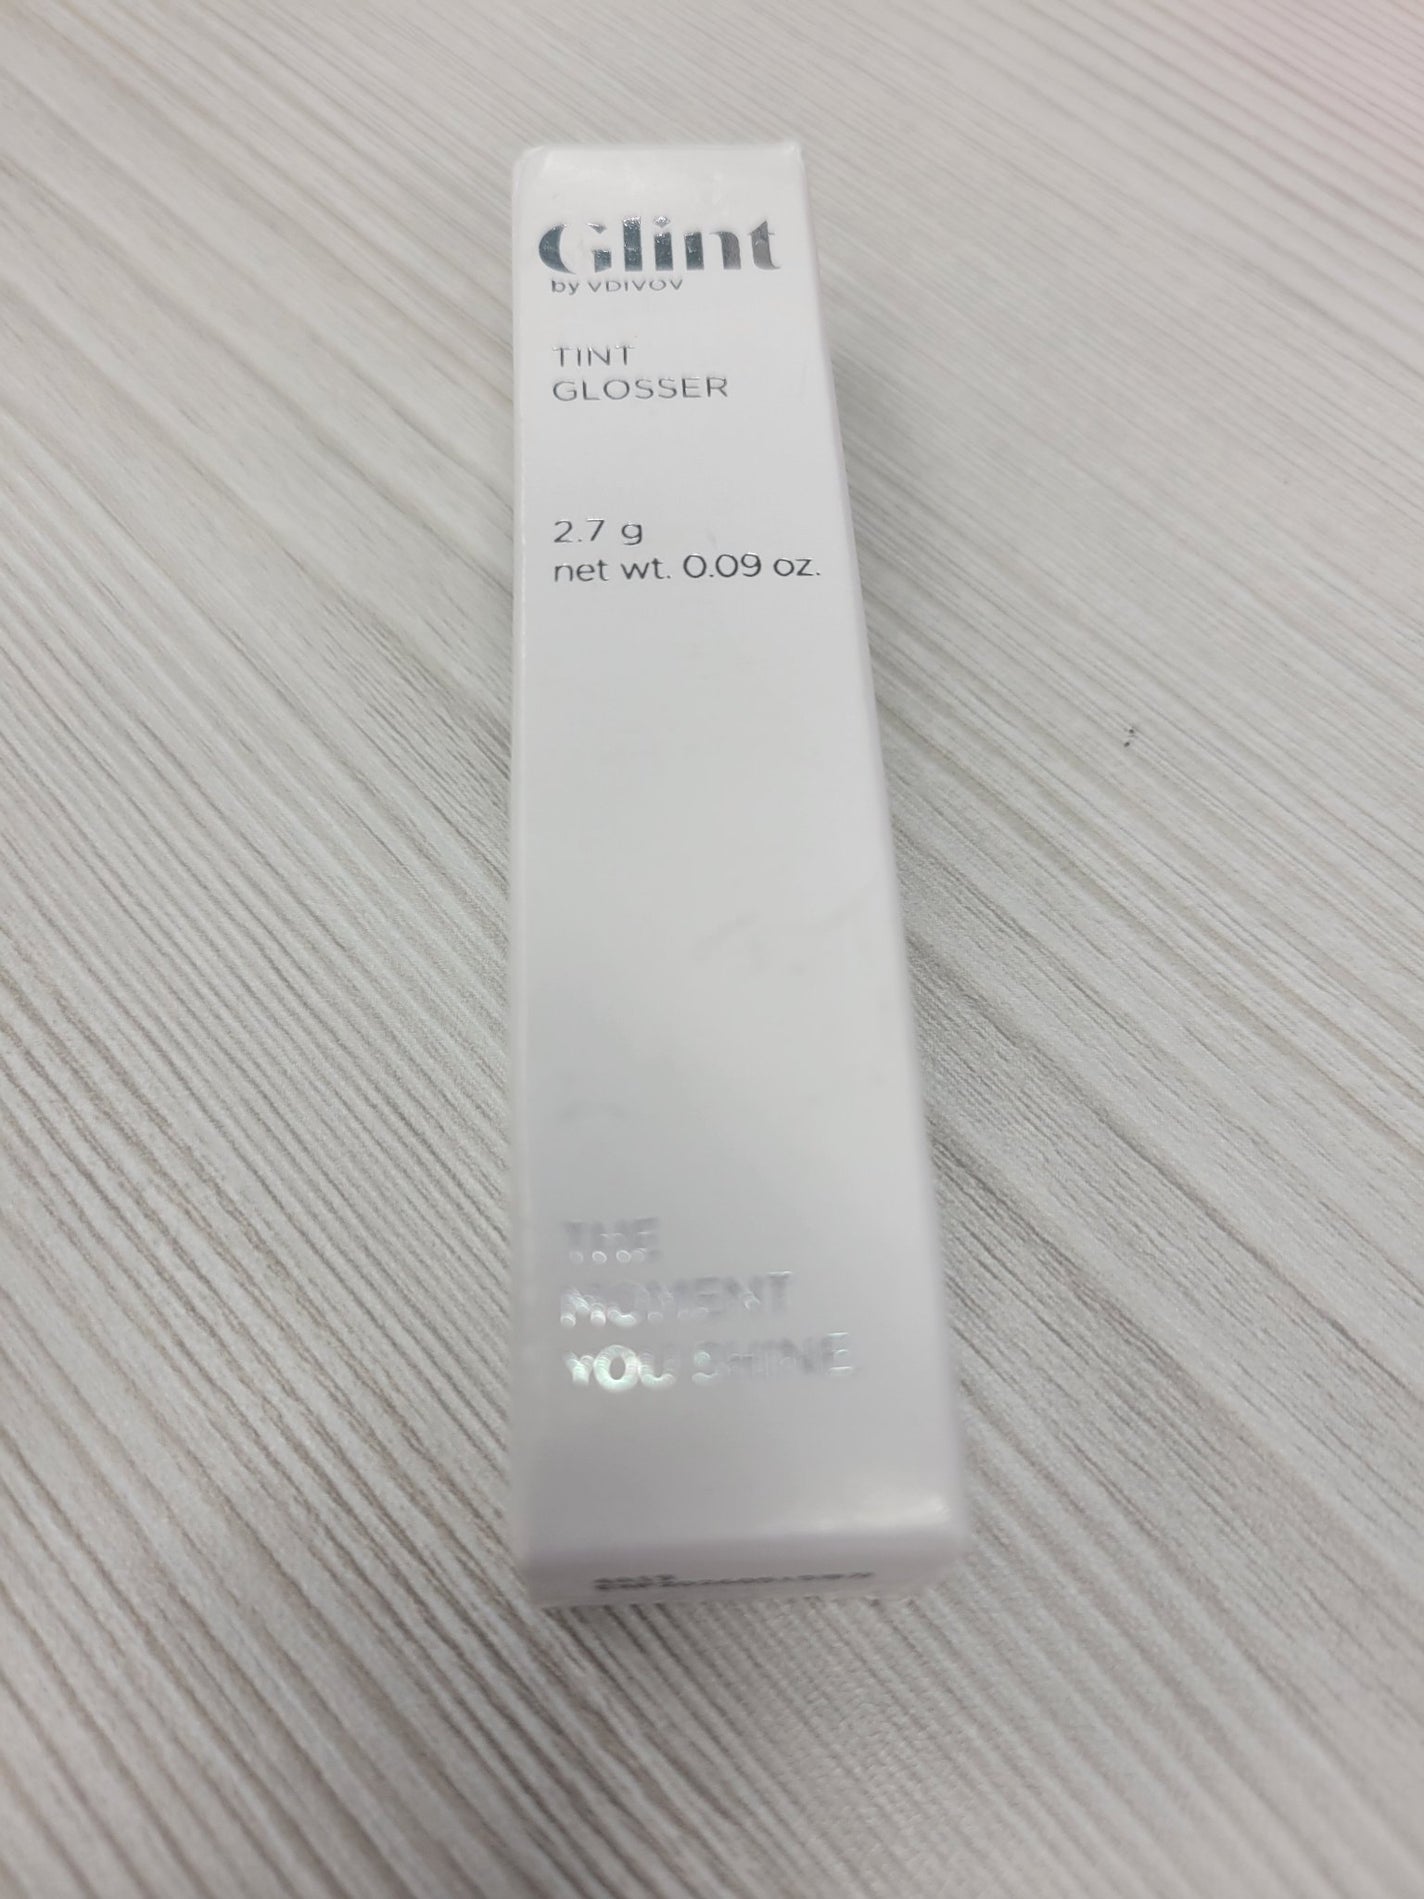 Glint
by VDIVOV
TINT
GLOSSER
2.7 g
net wt. 0.09 oz.
THE
MOMENT
YOU SHINE